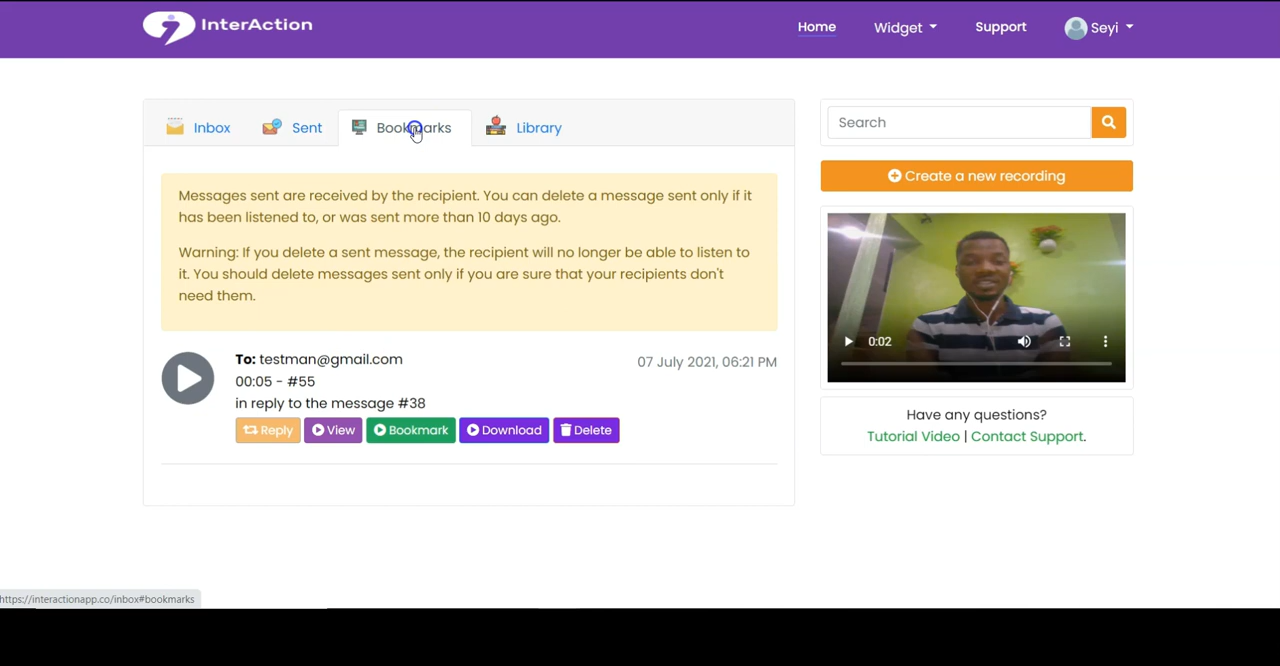 InterAction
Home Widget Support Seyi
Inbox Sent Bookmarks Library
Search
Messages sent are received by the recipient. You can delete a message sent only if it
has been listened to, or was sent more than 10 days ago.
Warning: If you delete a sent message, the recipient will no longer be able to listen to
it. You should delete messages sent only if you are sure that your recipients don't
need them.
To: testman@gmail.com
07 July 2021, 06:21 PM
00:05 - #55
in reply to the message #38
Reply View Bookmark Download Delete
Create a new recording
0:02
Have any questions?
Tutorial Video | Contact Support.
https://interactionapp.co/inbox#bookmarks